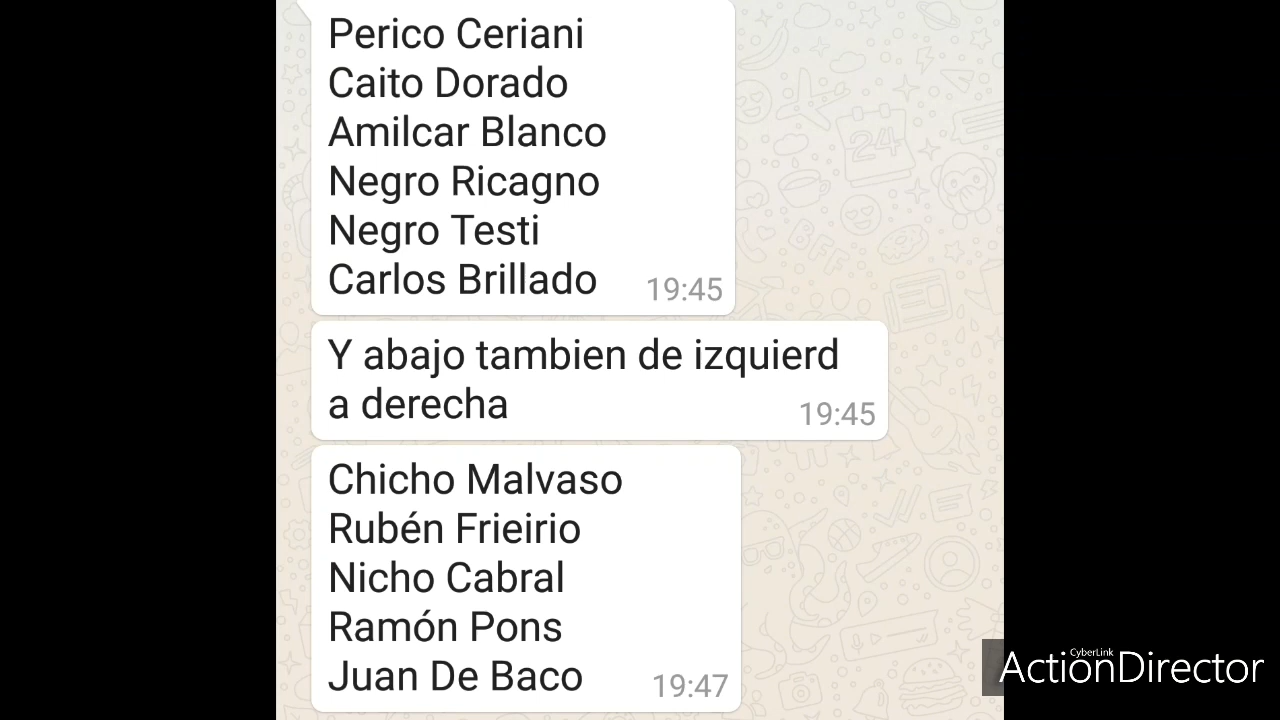 Perico Ceriani
Caito Dorado
Amilcar Blanco
Negro Ricagno
Negro Testi
Carlos Brillado
19:45
Y abajo tambien de izquierd
a derecha
19:45
Chicho Malvaso
Rubén Frieirio
Nicho Cabral
Ramón Pons
Juan De Baco
19:47
CyberLink
ActionDirector